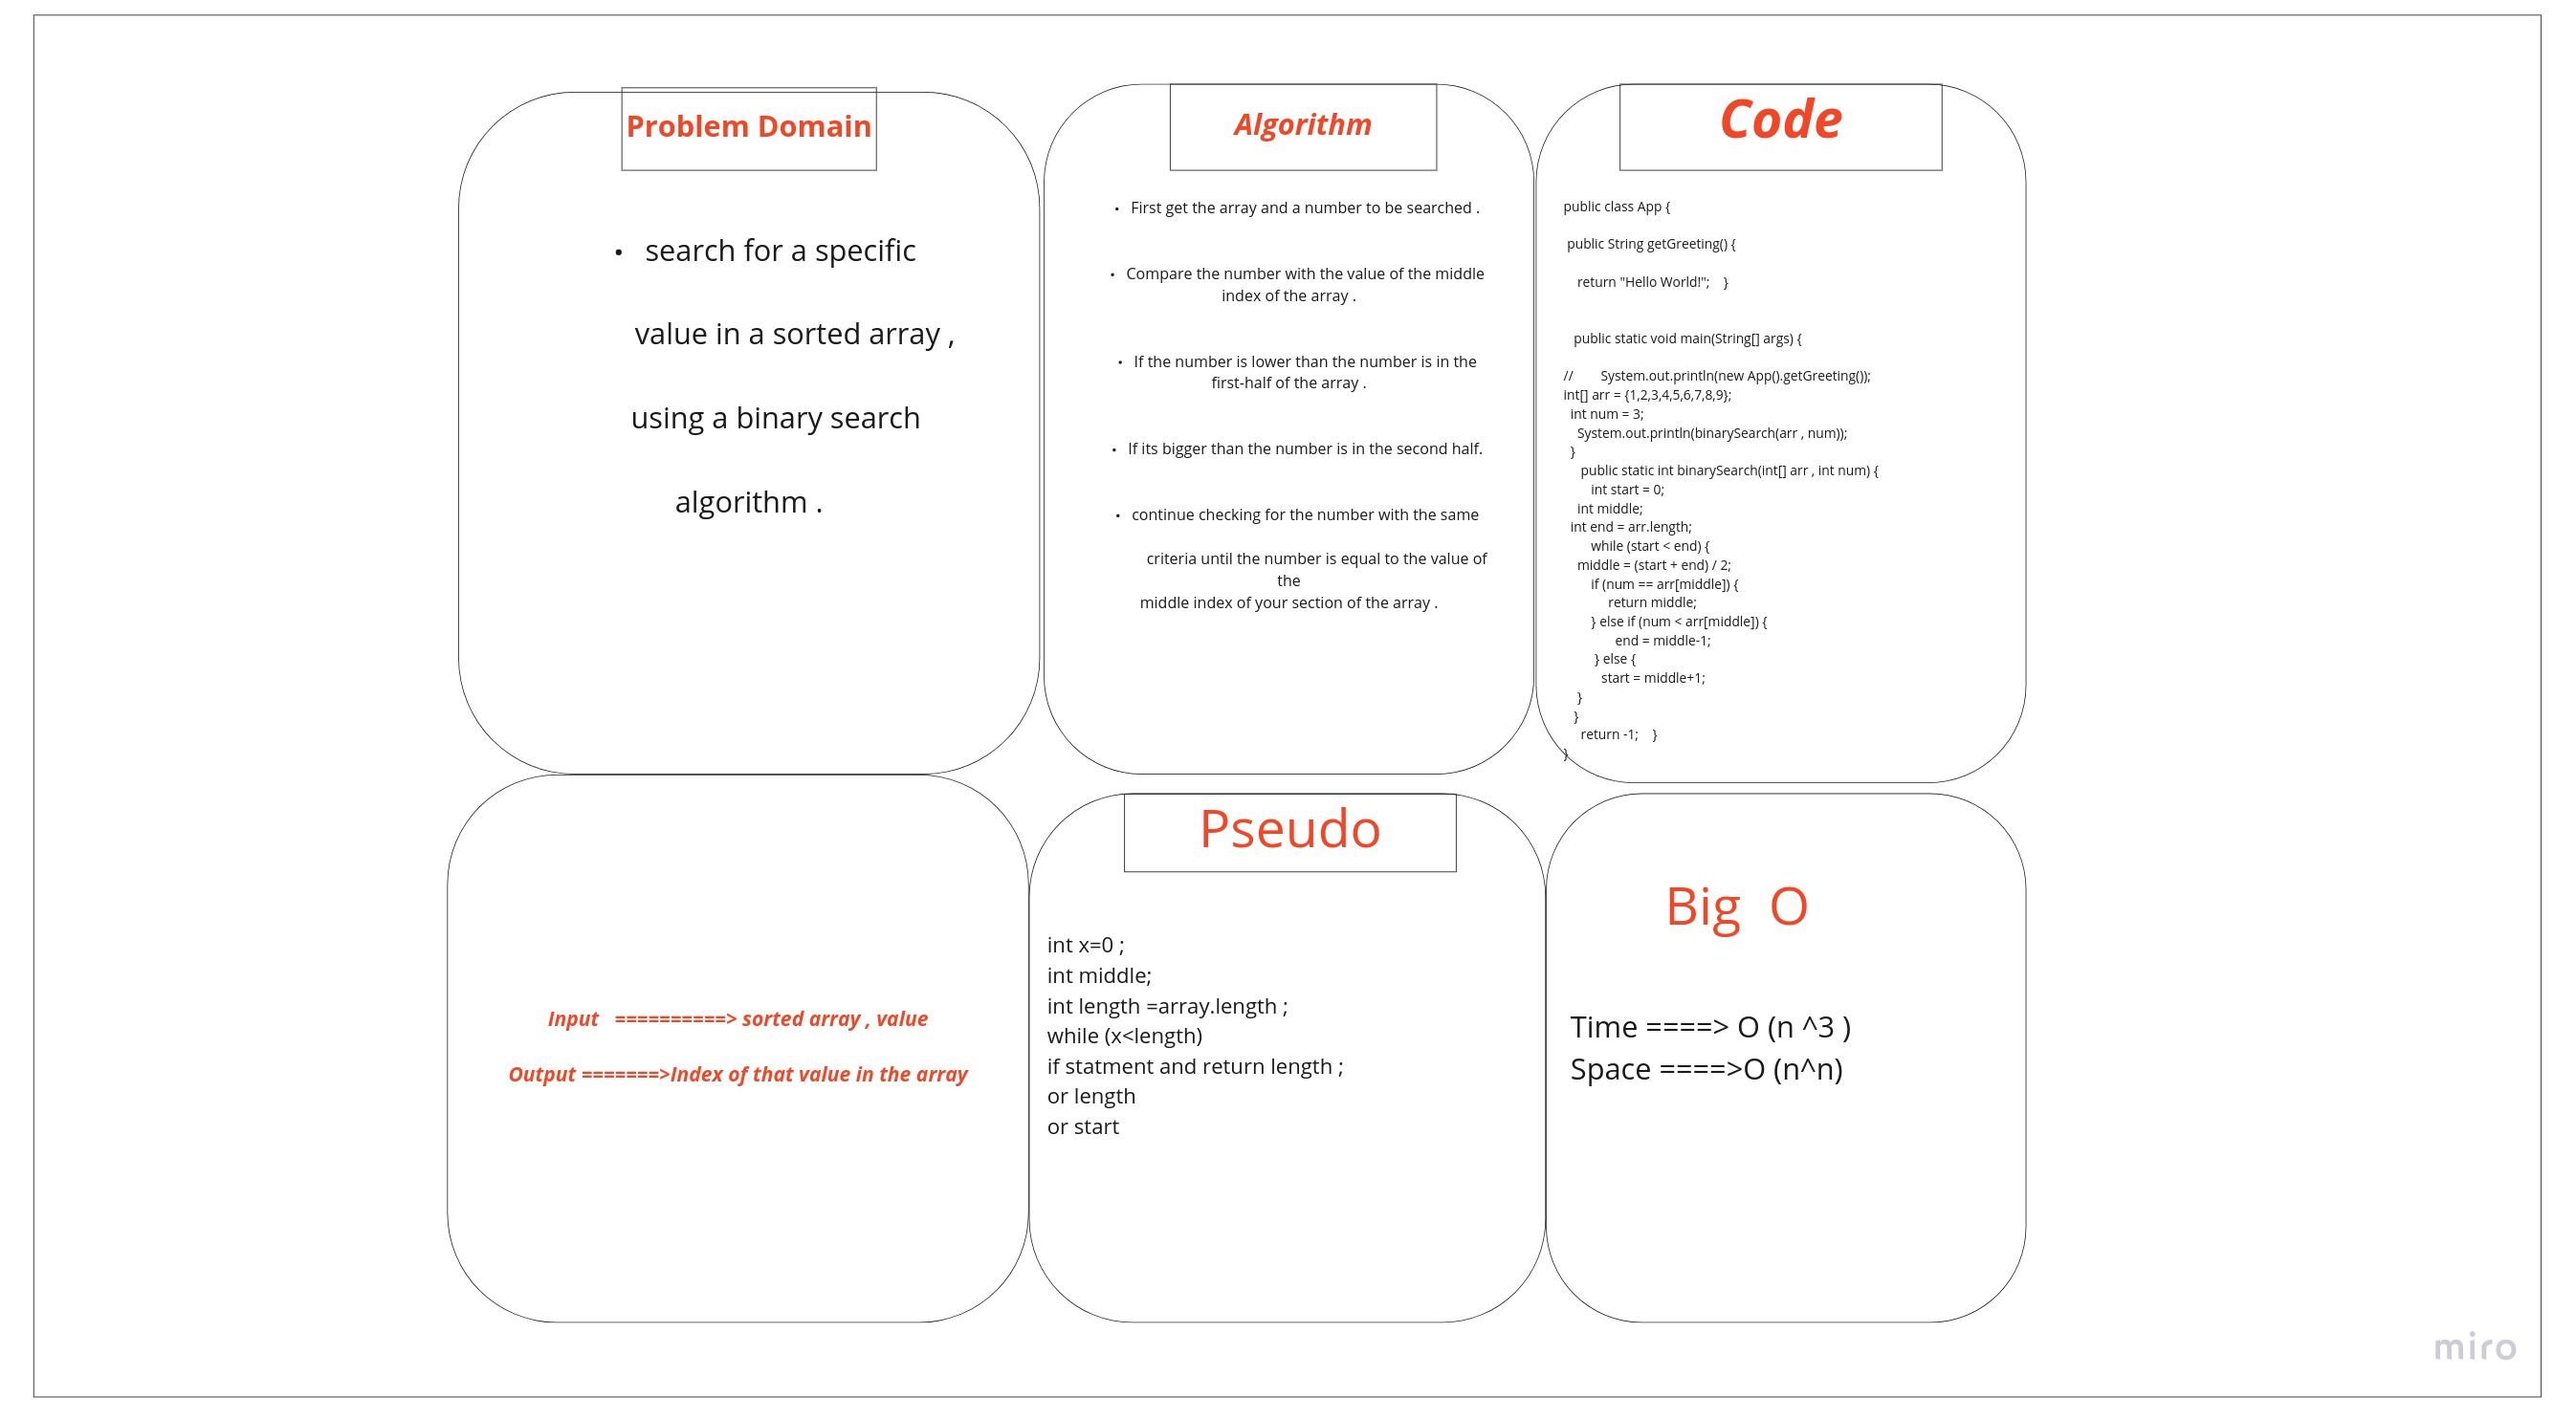 Problem Domain
• search for a specific
value in a sorted array ,
using a binary search
algorithm .
Algorithm
• First get the array and a number to be searched .
• Compare the number with the value of the middle
index of the array .
• If the number is lower than the number is in the
first-half of the array .
• If its bigger than the number is in the second half.
• continue checking for the number with the same
criteria until the number is equal to the value of
the
middle index of your section of the array .
Code
public class App {
public String getGreeting() {
return "Hello World!"; }
public static void main(String[] args) {
// System.out.println(new App().getGreeting());
int[] arr = {1,2,3,4,5,6,7,8,9};
int num = 3;
System.out.println(binarySearch(arr , num));
}
public static int binarySearch(int[] arr , int num) {
int start = 0;
int middle;
int end = arr.length;
while (start < end) {
middle = (start + end) / 2;
if (num == arr[middle]) {
return middle;
} else if (num < arr[middle]) {
end = middle-1;
} else {
start = middle+1;
}
}
return -1; }
}
Input ==========> sorted array , value
Output =======>Index of that value in the array
Pseudo
int x=0 ;
int middle;
int length =array.length ;
while (x<length)
if statment and return length ;
or length
or start
Big O
Time ====> O (n ^3 )
Space ====>O (n^n)
miro